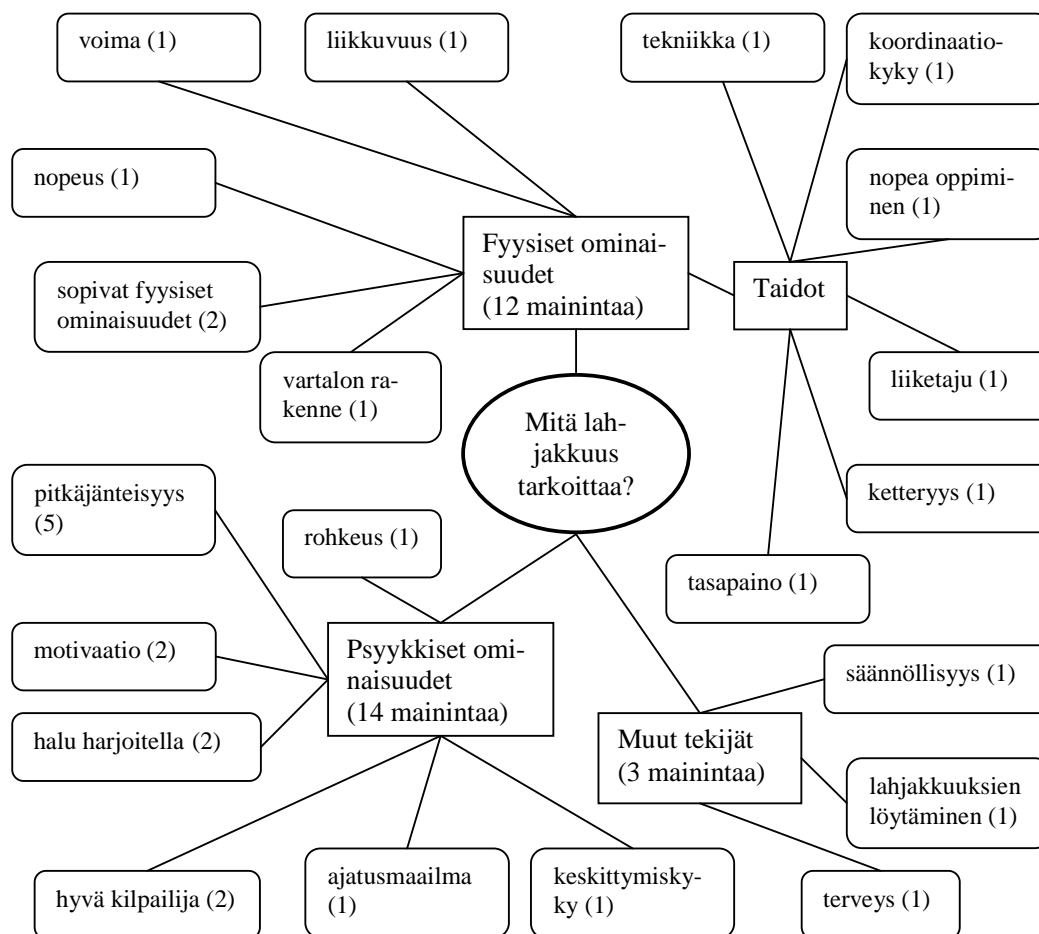 voima (1)
liikkuvuus (1)
tekniikka (1)
koordinaatio-
kyky (1)
nopeus (1)
nopea oppimi-
nen (1)
Fyysiset ominai-
suudet
(12 mainintaa)
Taidot
sopivat fyysiset
ominaisuudet (2)
vartalon ra-
kenne (1)
liiketaju (1)
Mitä lah-
jakkuus
tarkoittaa?
pitkäjänteisyys
(5)
ketteryys (1)
rohkeus (1)
tasapaino (1)
motivaatio (2)
Psyykkiset omi-
naisuudet
(14 mainintaa)
säännöllisyys (1)
halu harjoitella (2)
Muut tekijät
(3 mainintaa)
lahjakkuuksien
löytäminen (1)
hyvä kilpailija (2)
ajatusmaailma
(1)
keskittymisky-
ky (1)
terveys (1)